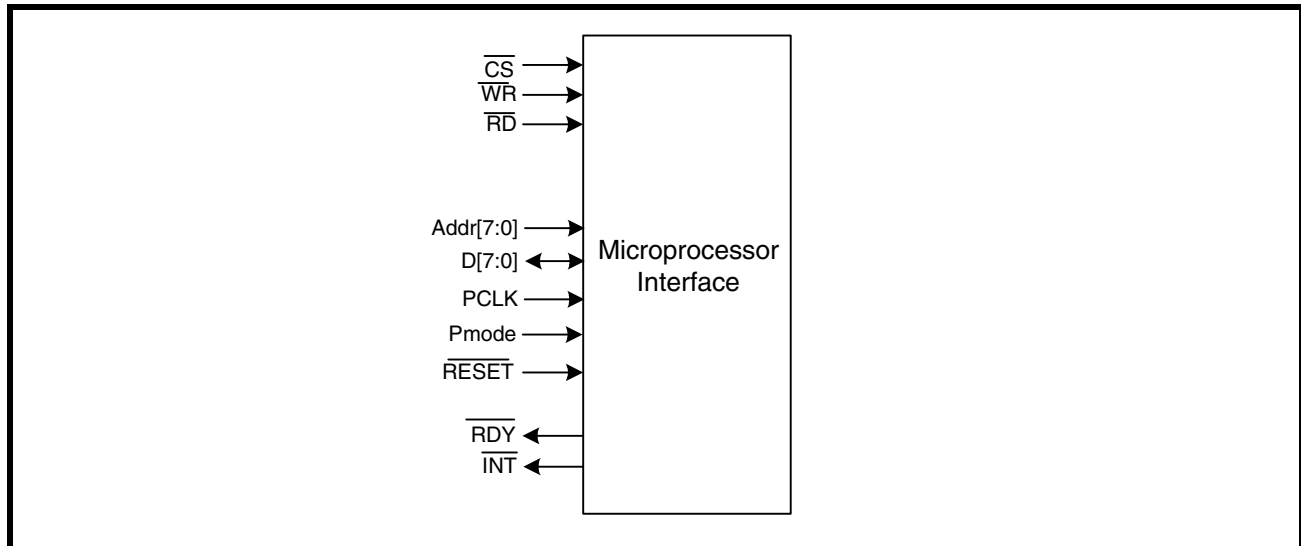 CS
WR
RD
Addr[7:0]
D[7:0]
PCLK
Pmode
RESET
RDY
INT
Microprocessor
Interface